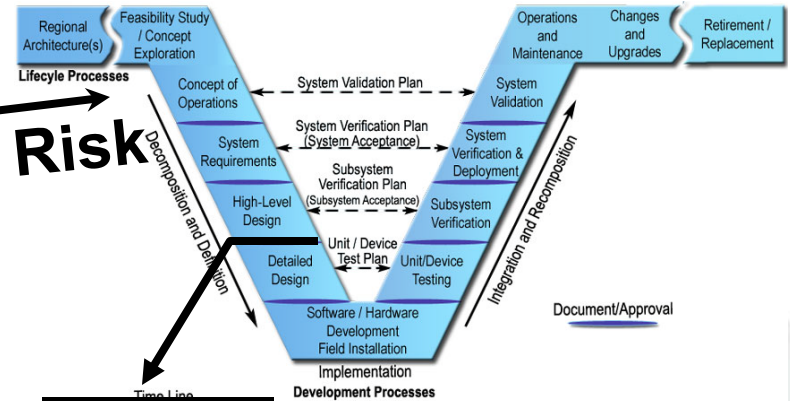 Regional
Architecture(s)
Feasibility Study
/ Concept
Exploration
Operations
and
Maintenance
Changes
and
Upgrades
Retirement /
Replacement
Lifecyle Processes
Risk
Concept of
Operations
System Validation Plan
System
Validation
System
Requirements
System Verification Plan
(System Acceptance)
System
Verification &
Deployment
High-Level
Design
Subsystem
Verification Plan
(Subsystem Acceptance)
Subsystem
Verification
Detailed
Design
Unit / Device
Test Plan
Unit/Device
Testing
Decomposition and Definition
Integration and Recomposition
Software / Hardware
Development
Field Installation
Document/Approval
Implementation
Development Processes
Time Line